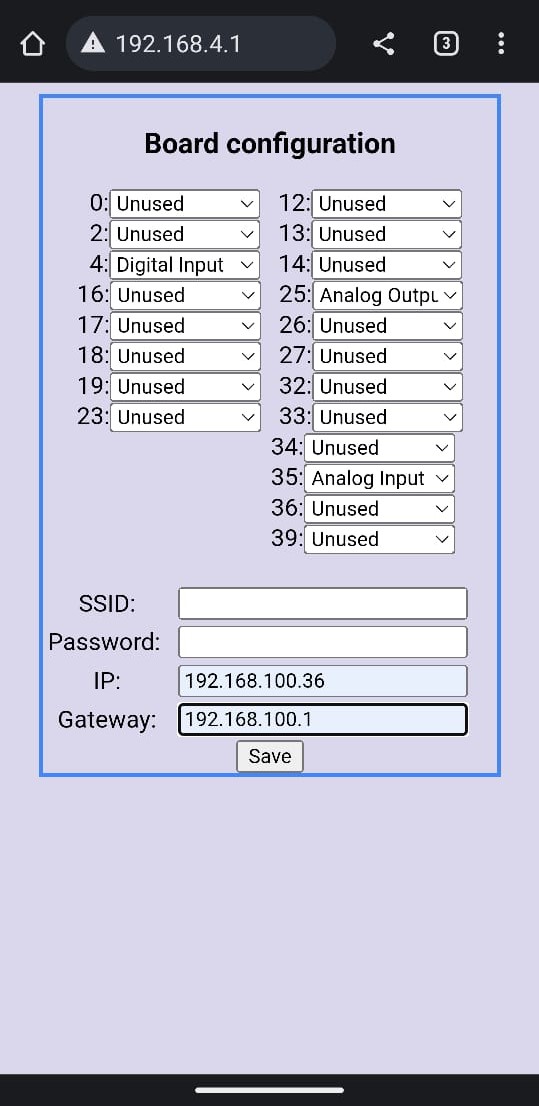 192.168.4.1
3
Board configuration
0: Unused 12: Unused
2: Unused 13: Unused
4: Digital Input 14: Unused
16: Unused 25: Analog Outpu
17: Unused 26: Unused
18: Unused 27: Unused
19: Unused 32: Unused
23: Unused 33: Unused
34: Unused
35: Analog Input
36: Unused
39: Unused
SSID:
Password:
IP: 192.168.100.36
Gateway: 192.168.100.1
Save